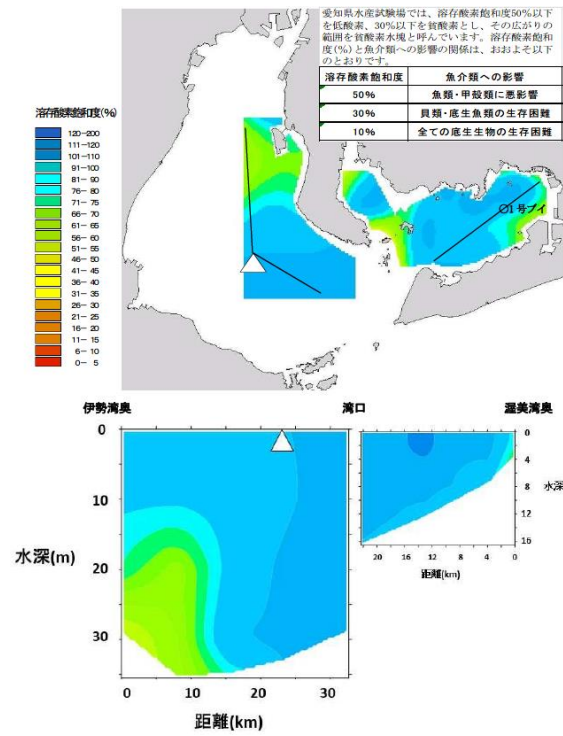 愛知県水産試験場では、溶存酸素飽和度50%以下
を低酸素、30%以下を貧酸素とし、その広がりの
範囲を貧酸素水塊と呼んでいます。溶存酸素飽和
度(%)と魚介類への影響の関係は、おおよそ以下
のとおりです。
溶存酸素飽和度 魚介類への影響
50% 魚類・甲殻類に悪影響
30% 貝類・底生魚類の生存困難
10% 全ての底生生物の生存困難
溶存酸素飽和度(%)
120-200
111-120
101-110
91-100
81-90
76-80
71-75
66-70
61-65
56-60
51-55
46-50
41-45
36-40
31-35
26-30
21-25
16-20
11-15
6-10
0-5
1号ブイ
伊勢湾奥 湾口 渥美湾奥
0
10
20
30
水深(m)
0 10 20 30
距離(km)
0
4
8
12
16
水深
20 16 12 8 4 0
距離(km)